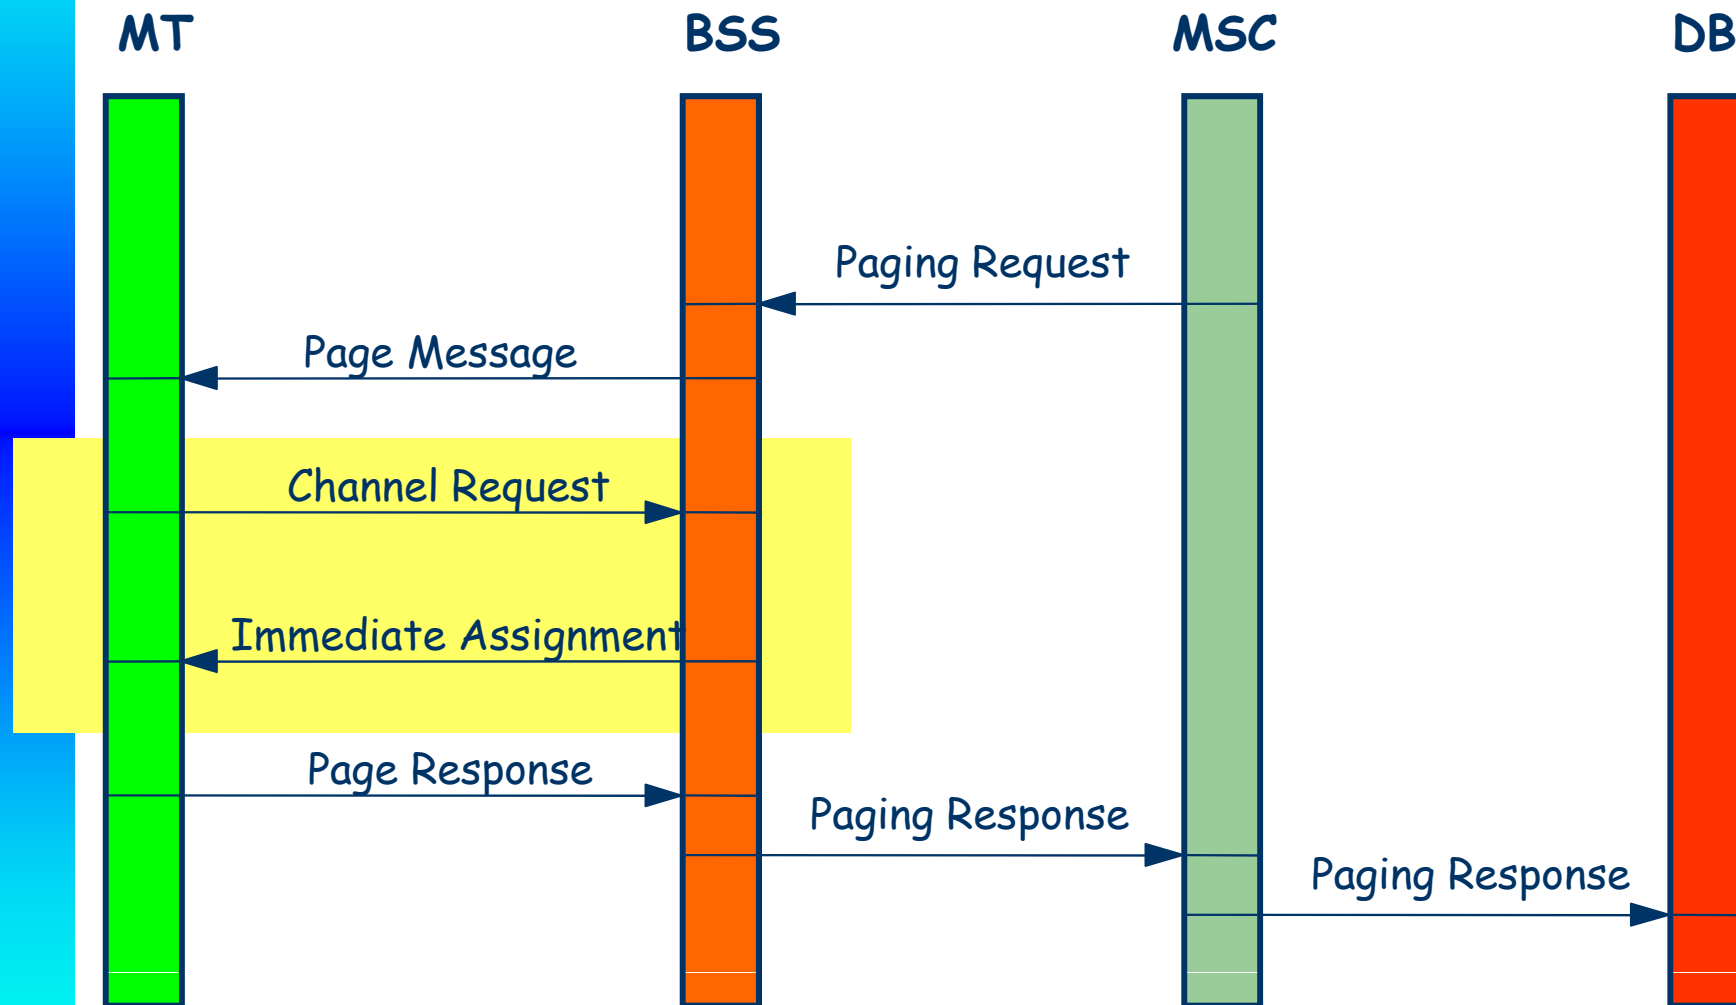 MT BSS MSC DB
Paging Request
Page Message
Channel Request
Immediate Assignment
Page Response
Paging Response
Paging Response